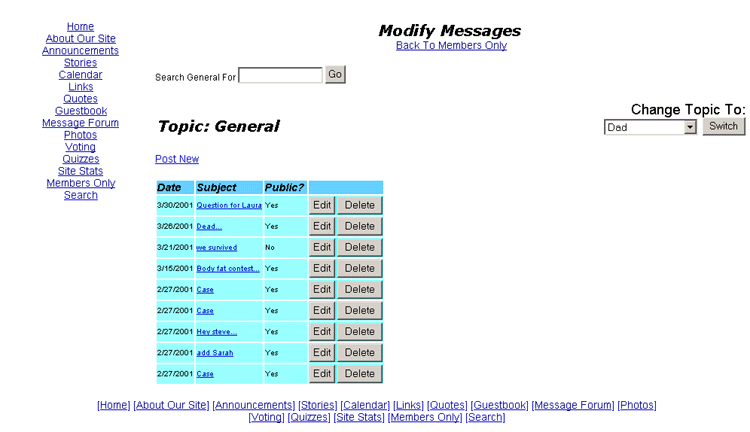 Home
About Our Site
Announcements
Stories
Calendar
Links
Quotes
Guestbook
Message Forum
Photos
Voting
Quizzes
Site Stats
Members Only
Search
Modify Messages
Back To Members Only
Search General For Go
Change Topic To:
Topic: General
Dad Switch
Post New
Date Subject Public?
3/30/2001 Question for Laura Yes Edit Delete
3/26/2001 Dead... Yes Edit Delete
3/21/2001 we survived No Edit Delete
3/15/2001 Body fat contest... Yes Edit Delete
2/27/2001 Case Yes Edit Delete
2/27/2001 Case Yes Edit Delete
2/27/2001 Hey steve... Yes Edit Delete
2/27/2001 add Sarah Yes Edit Delete
2/27/2001 Case Yes Edit Delete
[Home] [About Our Site] [Announcements] [Stories] [Calendar] [Links] [Quotes] [Guestbook] [Message Forum] [Photos]
[Voting] [Quizzes] [Site Stats] [Members Only] [Search]